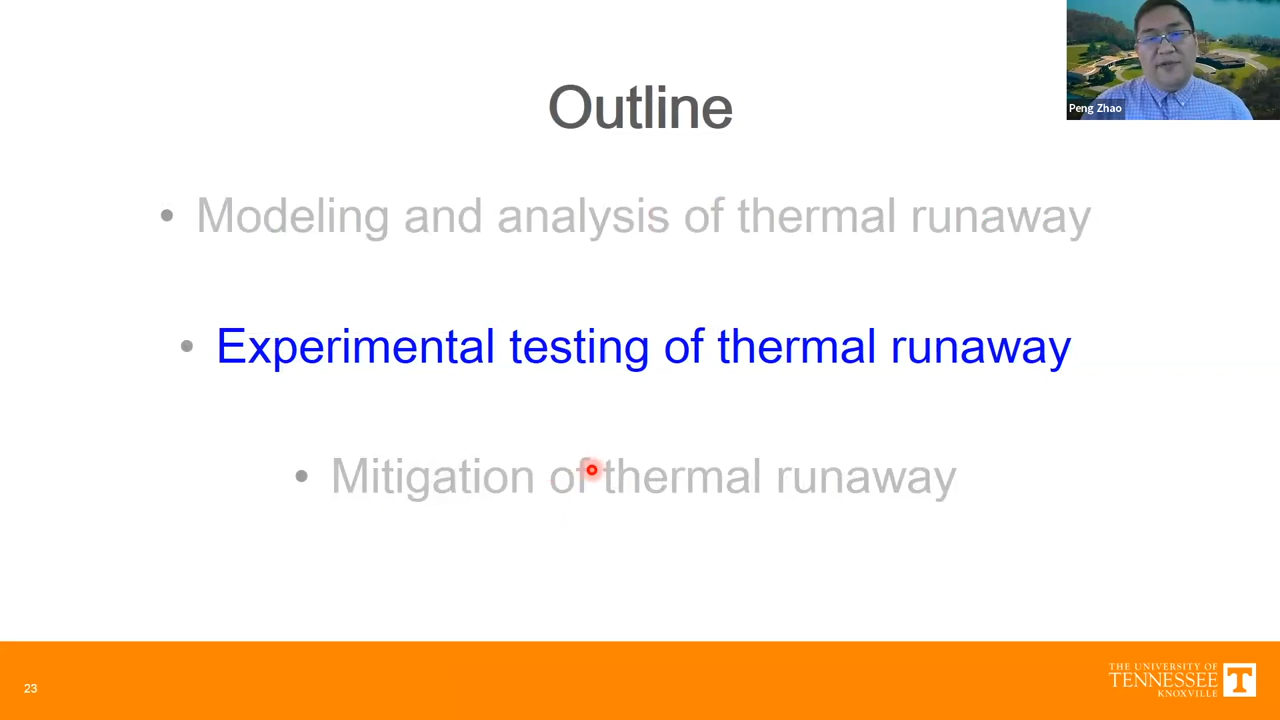 Outline
• Modeling and analysis of thermal runaway
• Experimental testing of thermal runaway
• Mitigation of thermal runaway
Peng Zhao
23
THE UNIVERSITY OF
TENNESSEE
KNOXVILLE
T